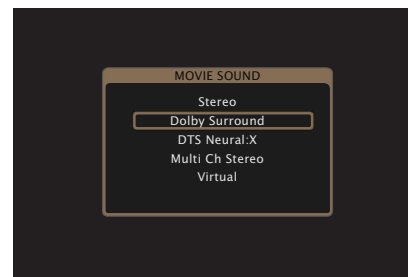 MOVIE SOUND
Stereo
Dolby Surround
DTS Neural:X
Multi Ch Stereo
Virtual